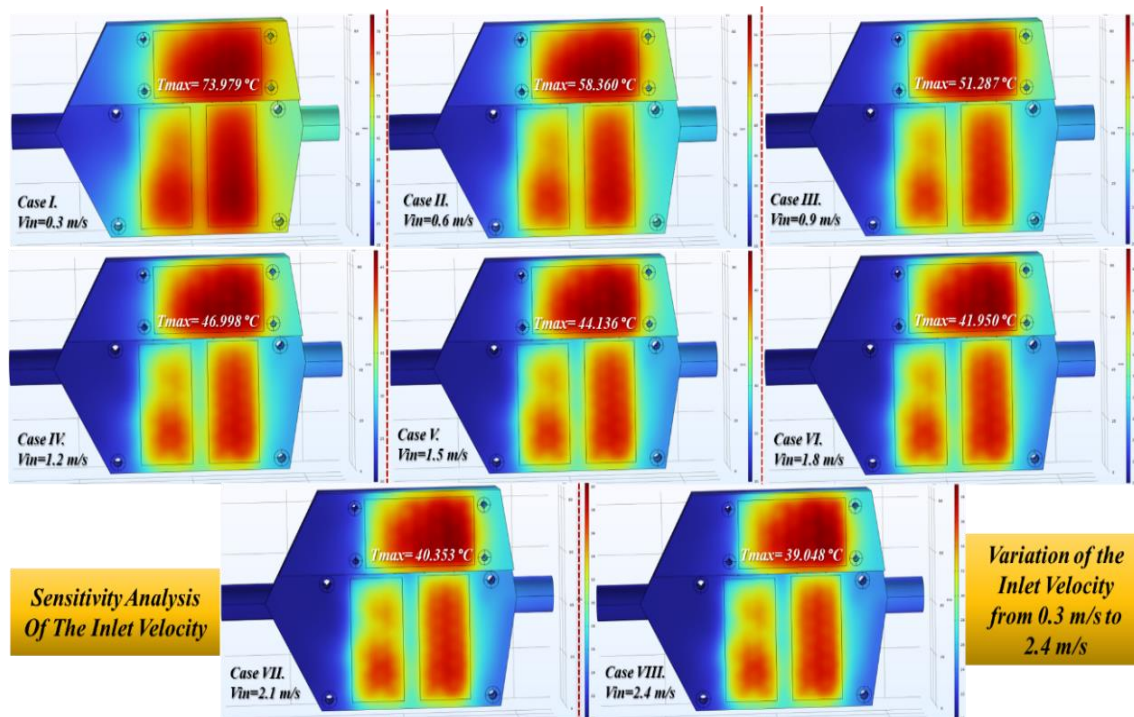 Tmax= 73.979 °C
Case I.
Vin=0.3 m/s
Tmax= 58.360 °C
Case II.
Vin=0.6 m/s
Tmax= 51.287 °C
Case III.
Vin=0.9 m/s
Tmax= 46.998 °C
Case IV.
Vin=1.2 m/s
Tmax= 44.136 °C
Case V.
Vin=1.5 m/s
Tmax= 41.950 °C
Case VI.
Vin=1.8 m/s
Tmax= 40.353 °C
Case VII.
Vin=2.1 m/s
Tmax= 39.048 °C
Case VIII.
Vin=2.4 m/s
Sensitivity Analysis
Of The Inlet Velocity
Variation of the
Inlet Velocity
from 0.3 m/s to
2.4 m/s